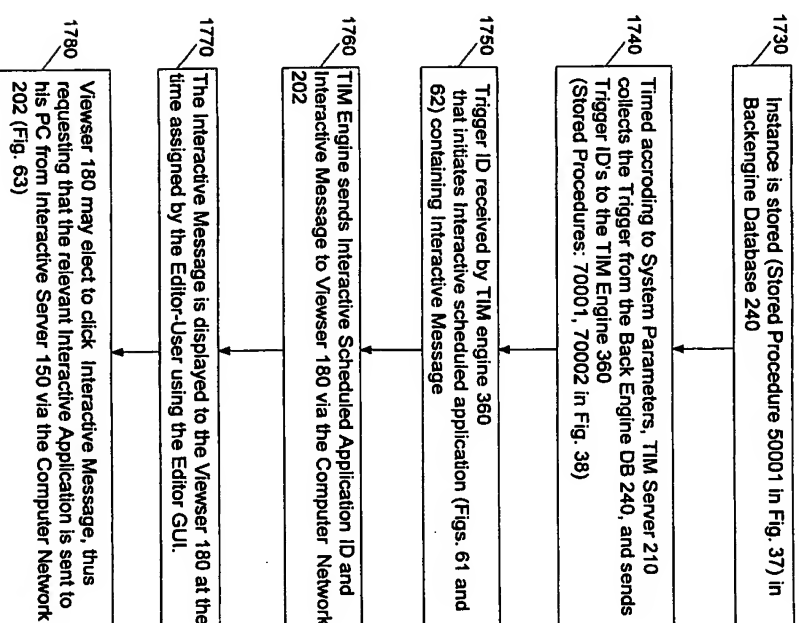 1730
Instance is stored (Stored Procedure 50001 in Fig. 37) in
Backengine Database 240
1740
Timed accroding to System Parameters, TIM Server 210
collects the Trigger from the Back Engine DB 240, and sends
Trigger ID's to the TIM Engine 360
(Stored Procedures: 70001, 70002 in Fig. 38)
1750
Trigger ID received by TIM engine 360
that initiates Interactive scheduled application (Figs. 61 and
62) containing Interactive Message
1760
TIM Engine sends Interactive Scheduled Application ID and
Interactive Message to Viewser 180 via the Computer Network
202
1770
The Interactive Message is displayed to the Viewser 180 at the
time assigned by the Editor-User using the Editor GUI.
1780
Viewser 180 may elect to click Interactive Message, thus
requesting that the relevant Interactive Application is sent to
his PC from Interactive Server 150 via the Computer Network
202 (Fig. 63)